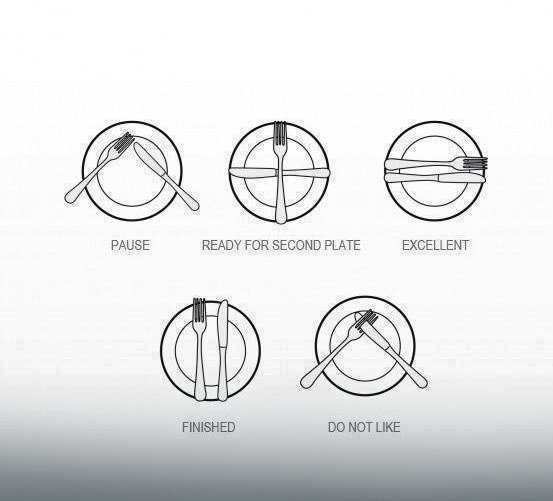 PAUSE
READY FOR SECOND PLATE
EXCELLENT
FINISHED
DO NOT LIKE